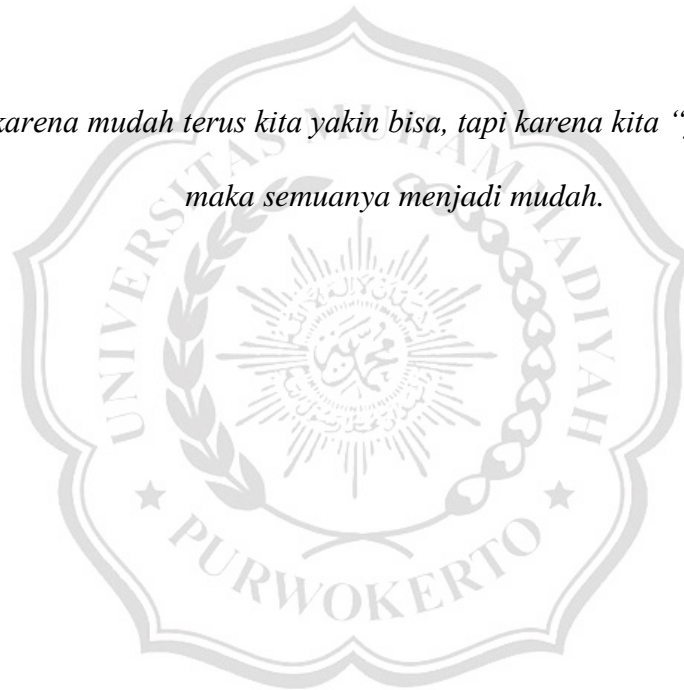 karena mudah terus kita yakin bisa, tapi karena kita “
maka semuanya menjadi mudah.
UNIVERSITAS MUHAMMADIYAH
PURWOKERTO